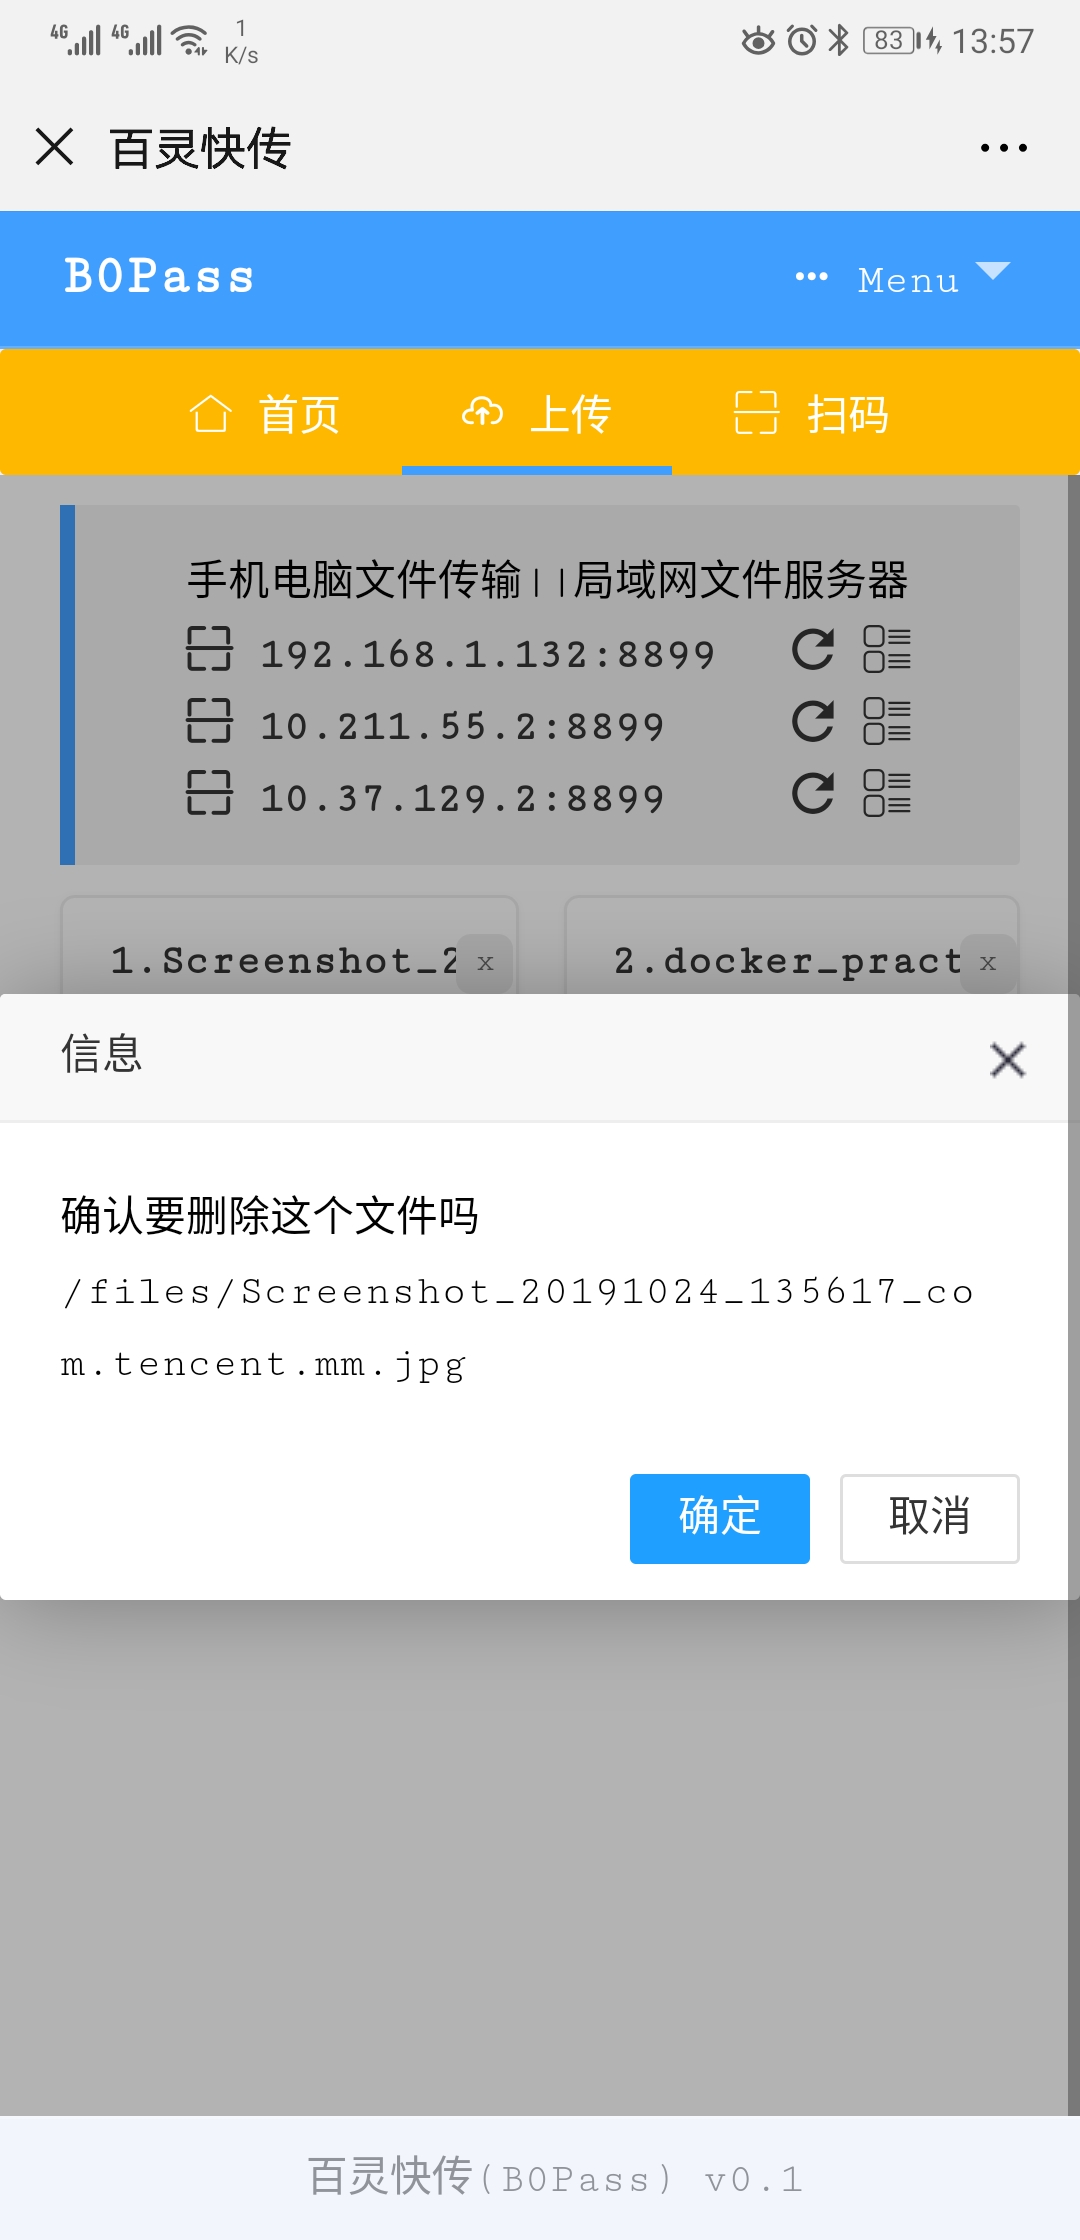 4G 4G 1 K/s 83 13:57
百灵快传
B0Pass Menu
首页 上传 扫码
手机电脑文件传输||局域网文件服务器
192.168.1.132:8899
10.211.55.2:8899
10.37.129.2:8899
1.Screenshot_2 x 2.docker_pract x
信息
确认要删除这个文件吗
/files/Screenshot_20191024_135617_co
m.tencent.mm.jpg
确定 取消
百灵快传(B0Pass) v0.1